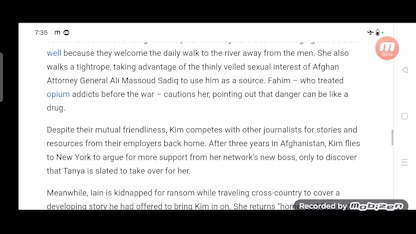 7:35
well because they welcome the daily walk to the river away from the men. She also
walks a tightrope, taking advantage of the thinly veiled sexual interest of Afghan
Attorney General Ali Massoud Sadiq to use him as a source. Fahim – who treated
opium addicts before the war – cautions her, pointing out that danger can be like a
drug.
Despite their mutual friendliness, Kim competes with other journalists for stories and
resources from their employers back home. After three years in Afghanistan, Kim flies
to New York to argue for more support from her network's new boss, only to discover
that Tanya is slated to take over for her.
Meanwhile, Iain is kidnapped for ransom while traveling cross-country to cover a
developing story he had offered to bring Kim in on. She returns "home"
Recorded by mobizen